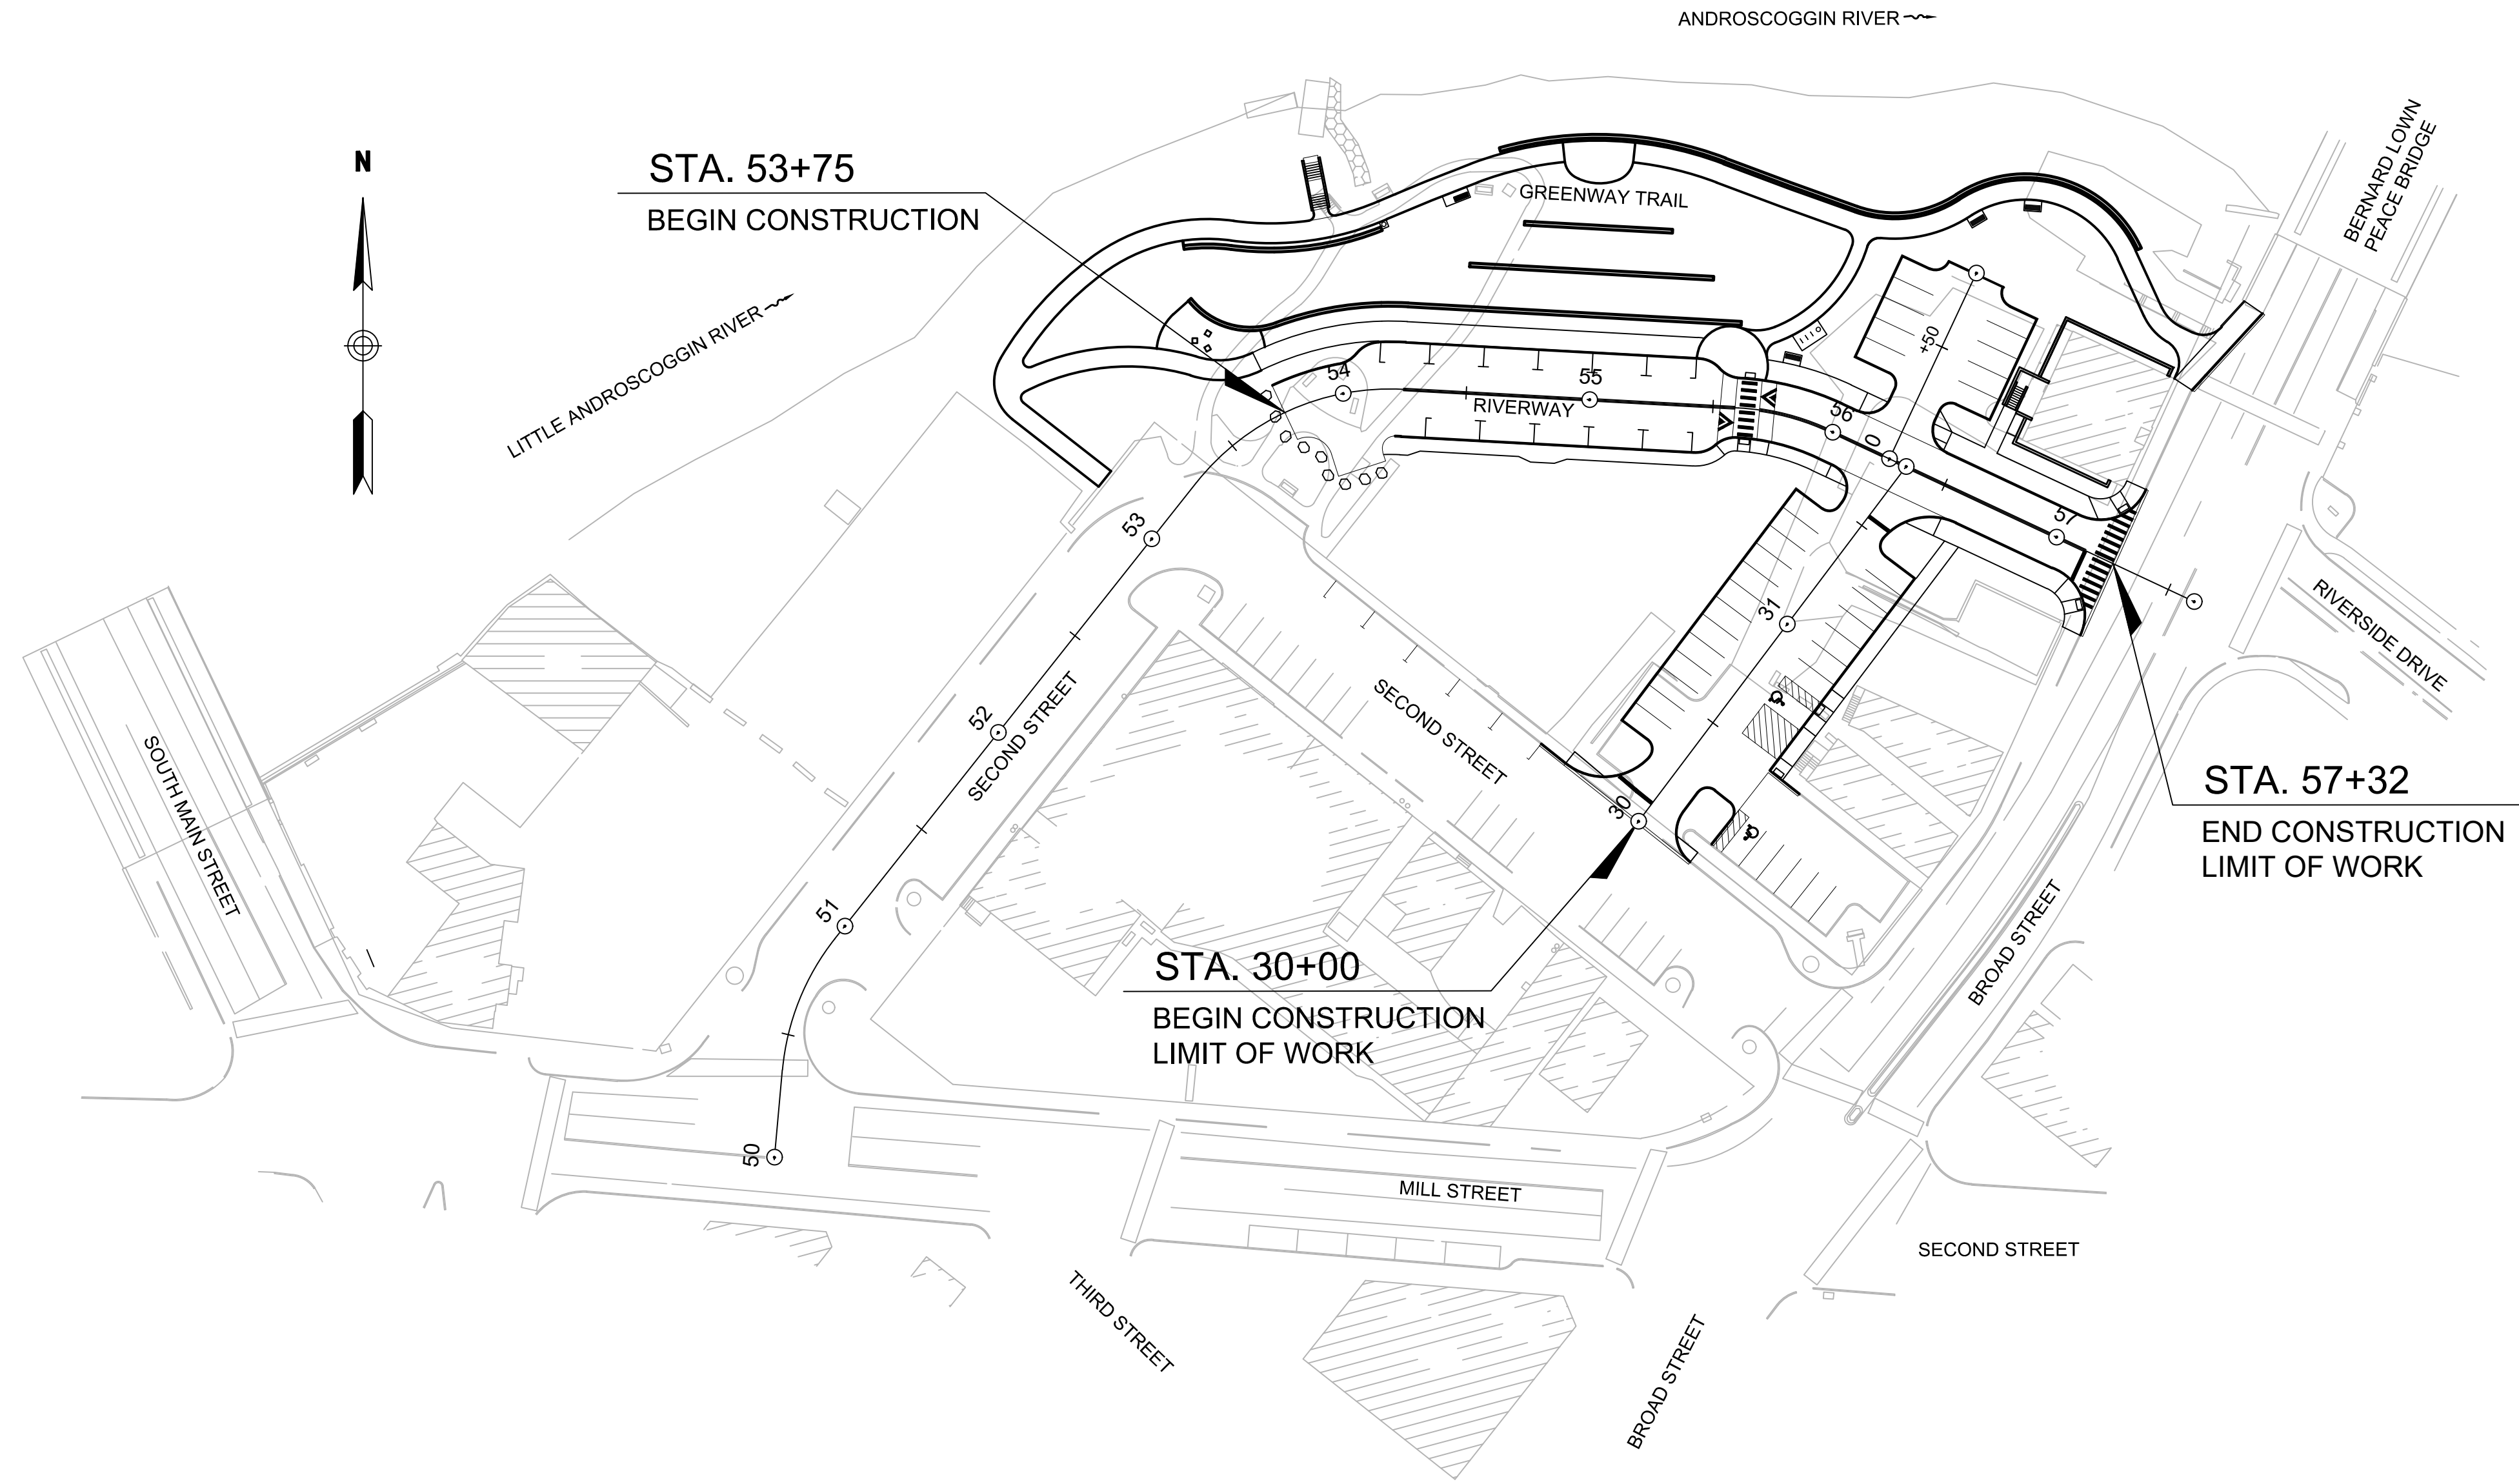 ANDROSCOGGIN RIVER
N
STA. 53+75
BEGIN CONSTRUCTION
BERNARD LOWN
PEACE BRIDGE
GREENWAY TRAIL
LITTLE ANDROSCOGGIN RIVER
+50
54
55
RIVERWAY
56
0
57
53
RIVERSIDE DRIVE
31
SECOND STREET
52
SECOND STREET
SOUTH MAIN STREET
30
STA. 57+32
END CONSTRUCTION
LIMIT OF WORK
51
BROAD STREET
STA. 30+00
BEGIN CONSTRUCTION
LIMIT OF WORK
50
MILL STREET
SECOND STREET
THIRD STREET
BROAD STREET